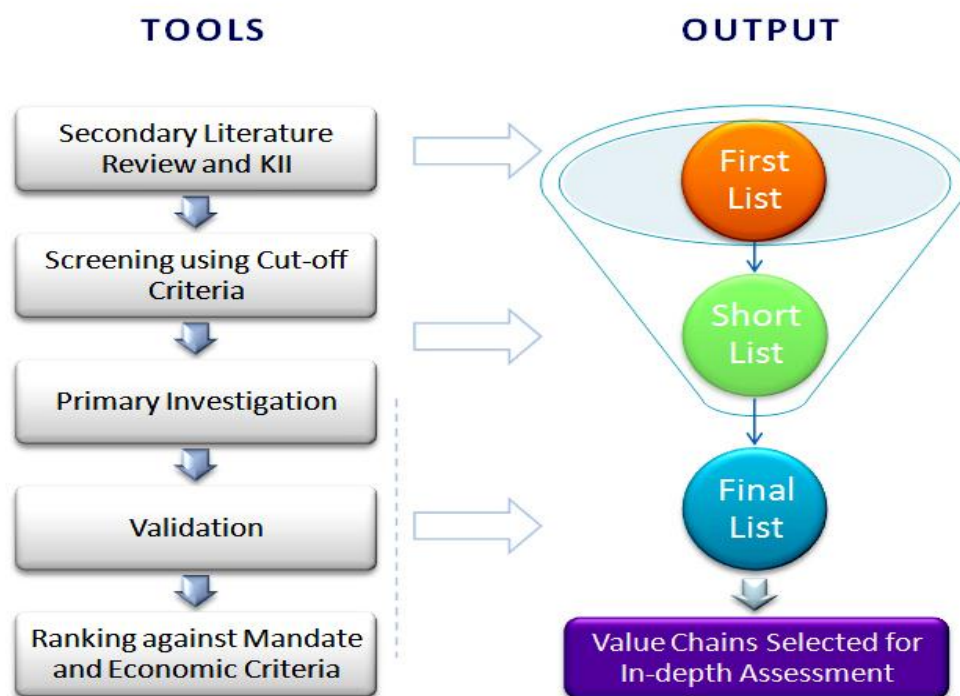 TOOLS
OUTPUT
Secondary Literature
Review and KII
First
List
Screening using Cut-off
Criteria
Short
List
Primary Investigation
Validation
Final
List
Ranking against Mandate
and Economic Criteria
Value Chains Selected for
In-depth Assessment